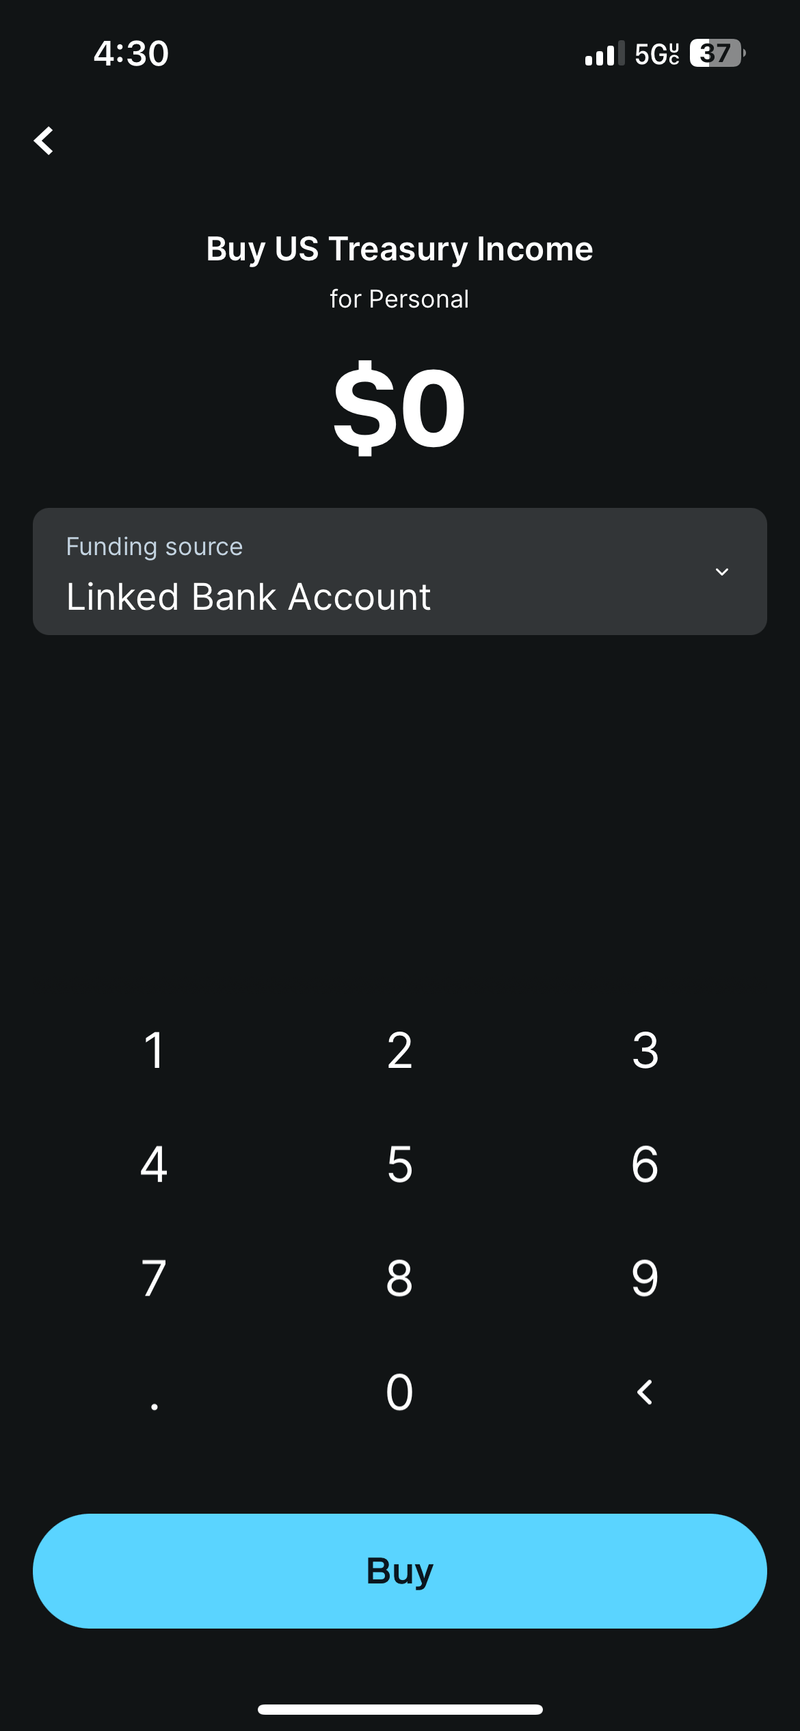 4:30
5GUC 37
Buy US Treasury Income
for Personal
$0
Funding source
Linked Bank Account
1 2 3
4 5 6
7 8 9
. 0
Buy